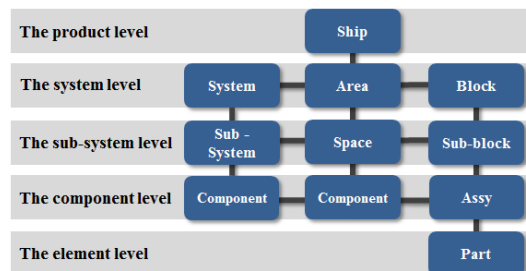 The product level
Ship
The system level
System
Area
Block
The sub-system level
Sub -
System
Space
Sub-block
The component level
Component
Component
Assy
The element level
Part